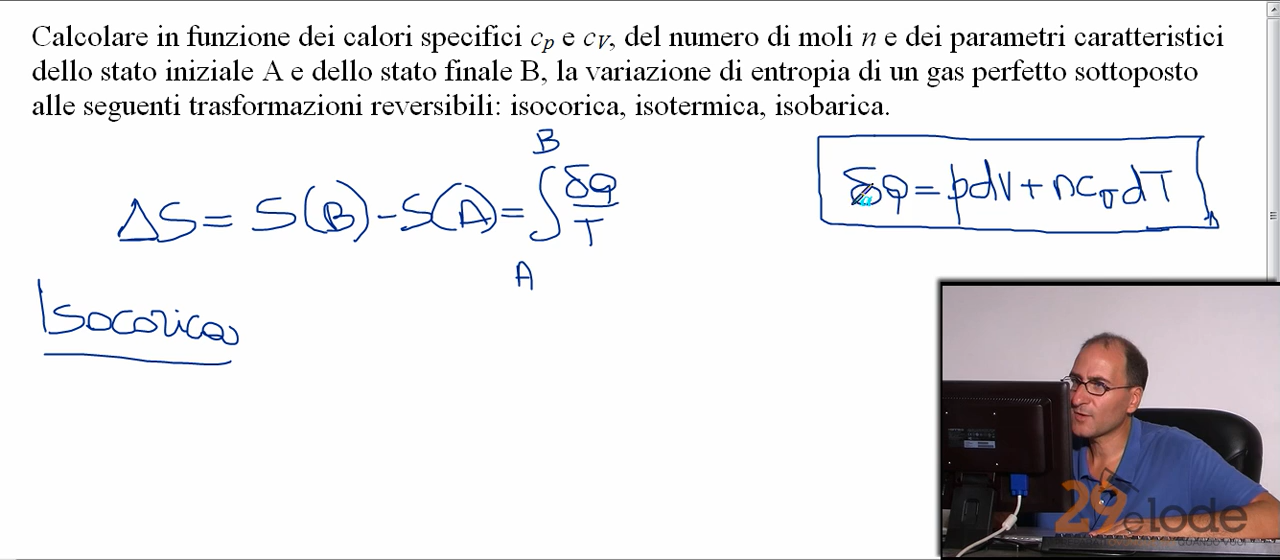 Calcolare in funzione dei calori specifici cp e cV, del numero di moli n e dei parametri caratteristici
dello stato iniziale A e dello stato finale B, la variazione di entropia di un gas perfetto sottoposto
alle seguenti trasformazioni reversibili: isocorica, isotermica, isobarica.
ΔS = S(B) - S(A) = ∫_A^B δQ/T
δQ = pdV + ncvdT
Isocorica
29elode